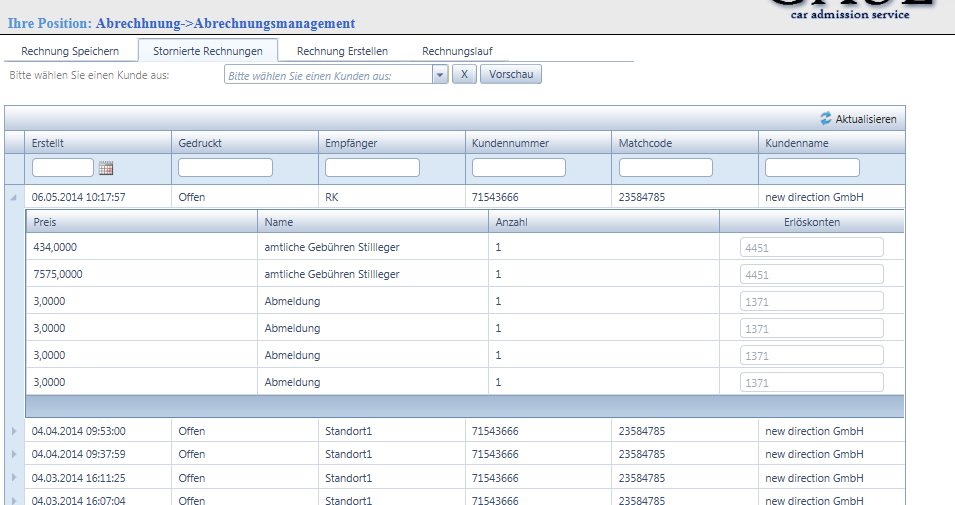 car admission service
Ihre Position: Abrechhnung->Abrechnungsmanagement
Rechnung Speichern Stornierte Rechnungen Rechnung Erstellen Rechnungslauf
Bitte wählen Sie einen Kunde aus: Bitte wählen Sie einen Kunden aus: X Vorschau
Aktualisieren
Erstellt Gedruckt Empfänger Kundennummer Matchcode Kundenname
06.05.2014 10:17:57 Offen RK 71543666 23584785 new direction GmbH
Preis Name Anzahl Erlöskonten
434,0000 amtliche Gebühren Stillleger 1 4451
7575,0000 amtliche Gebühren Stillleger 1 4451
3,0000 Abmeldung 1 1371
3,0000 Abmeldung 1 1371
3,0000 Abmeldung 1 1371
3,0000 Abmeldung 1 1371
04.04.2014 09:53:00 Offen Standort1 71543666 23584785 new direction GmbH
04.04.2014 09:37:59 Offen Standort1 71543666 23584785 new direction GmbH
04.03.2014 16:11:25 Offen Standort1 71543666 23584785 new direction GmbH
04.03.2014 16:07:04 Offen Standort1 71543666 23584785 new direction GmbH